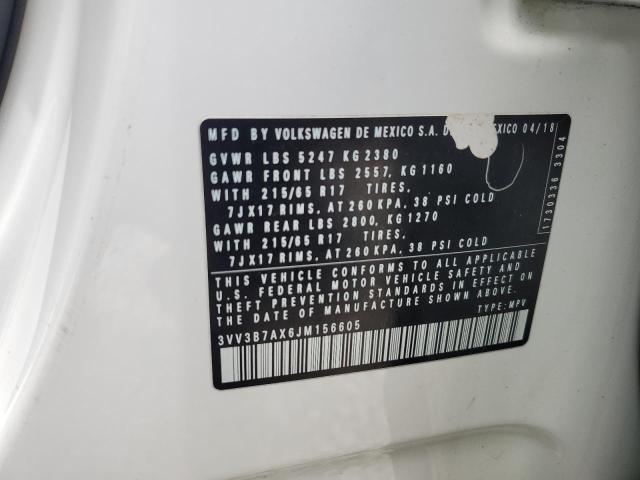 MFD BY VOLKSWAGEN DE MEXICO S.A. D MEXICO 04/18
GVWR LBS 5247 KG 2380
GAWR FRONT LBS 2557, KG 1160
WITH 215/65 R17 TIRES,
7JX17 RIMS, AT 260 KPA, 38 PSI COLD
GAWR REAR LBS 2800, KG 1270
WITH 215/65 R17 TIRES,
7JX17 RIMS, AT 260 KPA, 38 PSI COLD
THIS VEHICLE CONFORMS TO ALL APPLICABLE
U.S. FEDERAL MOTOR VEHICLE SAFETY AND
THEFT PREVENTION STANDARDS IN EFFECT ON
THE DATE OF MANUFACTURE SHOWN ABOVE.
3VV3B7AX6JM156605 TYPE: MPV
1730336 3304